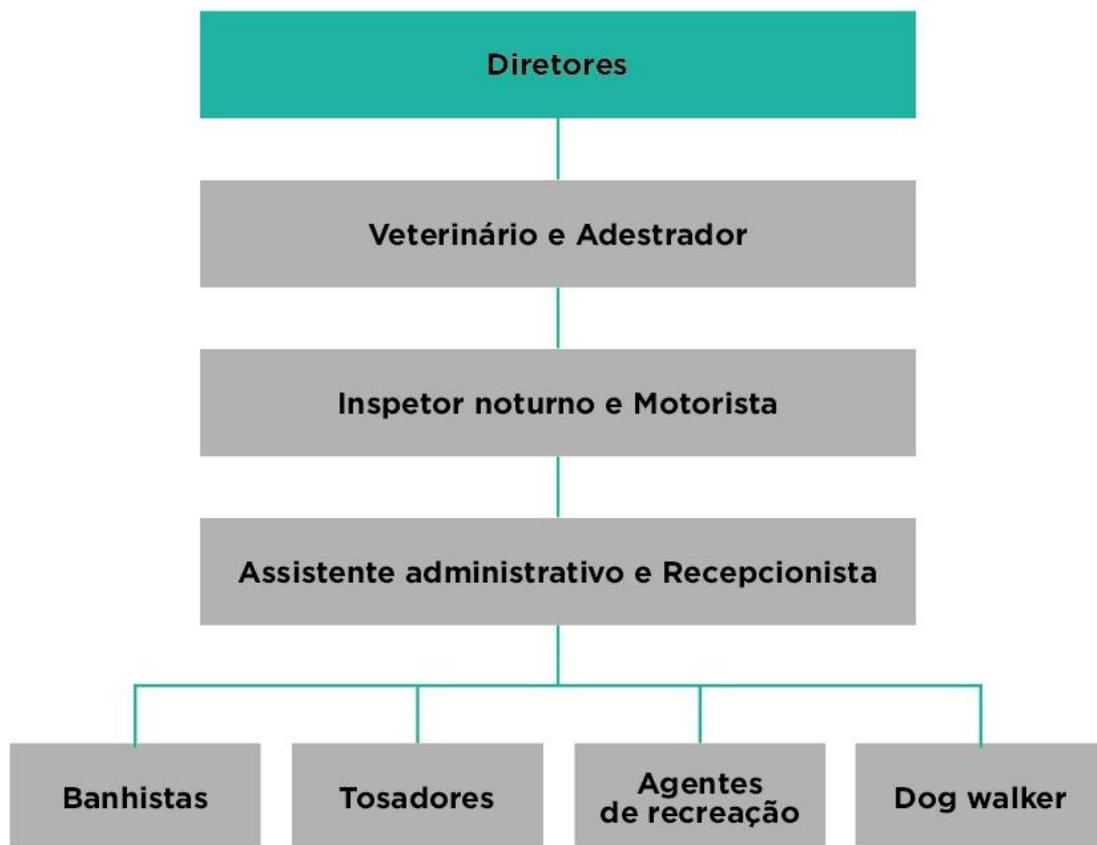 Diretores
Veterinário e Adestrador
Inspetor noturno e Motorista
Assistente administrativo e Recepcionista
Banhistas
Tosadores
Agentes
de recreação
Dog walker